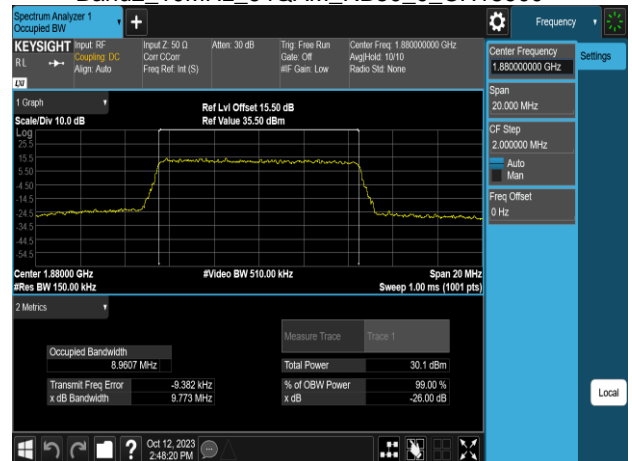 Spectrum Analyzer 1
Occupied BW
Frequency
KEYSIGHT
RL
Input: RF
Coupling: DC
Align: Auto
Input Z: 50 Ω
Corr CCorr
Freq Ref: Int (S)
Atten: 30 dB
Trig: Free Run
Gate: Off
#IF Gain: Low
Center Freq: 1.880000000 GHz
Avg|Hold: 10/10
Radio Std: None
LXI
Center Frequency
1.880000000 GHz
Settings
Span
20.000 MHz
CF Step
2.000000 MHz
Auto
Man
Freq Offset
0 Hz
1 Graph
Scale/Div 10.0 dB
Ref Lvl Offset 15.50 dB
Ref Value 35.50 dBm
Log
25.5
15.5
5.50
-4.50
-14.5
-24.5
-34.5
-44.5
-54.5
Center 1.88000 GHz
#Res BW 150.00 kHz
#Video BW 510.00 kHz
Span 20 MHz
Sweep 1.00 ms (1001 pts)
2 Metrics
Measure Trace
Trace 1
Occupied Bandwidth
8.9607 MHz
Total Power 30.1 dBm
Transmit Freq Error -9.382 kHz
x dB Bandwidth 9.773 MHz
% of OBW Power 99.00 %
x dB -26.00 dB
Local
Oct 12, 2023
2:48:20 PM